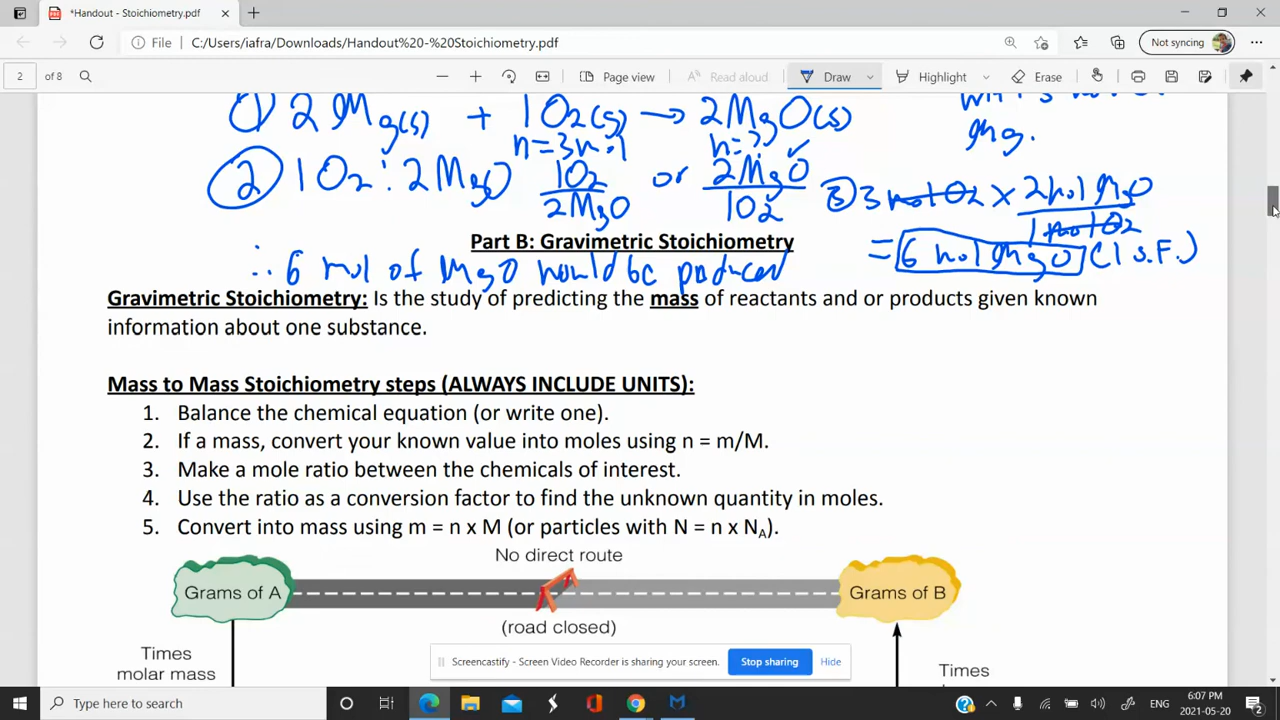 *Handout - Stoichiometry.pdf
File C:/Users/iafra/Downloads/Handout%20-%20Stoichiometry.pdf
Not syncing
2 of 8
Page view
Read aloud
Draw
Highlight
Erase
① 2 Mg(s) + 1O2(g) → 2MgO(s)
Mg.
n=3mol n=?
② 1O2 : 2MgO 1O2/2MgO or 2MgO/1O2 ✓
③ 3 mol O2 x 2 mol MgO/1 mol O2
= 6 mol MgO (1 S.F.)
Part B: Gravimetric Stoichiometry
∴ 6 mol of MgO would be produced
Gravimetric Stoichiometry: Is the study of predicting the mass of reactants and or products given known
information about one substance.
Mass to Mass Stoichiometry steps (ALWAYS INCLUDE UNITS):
1. Balance the chemical equation (or write one).
2. If a mass, convert your known value into moles using n = m/M.
3. Make a mole ratio between the chemicals of interest.
4. Use the ratio as a conversion factor to find the unknown quantity in moles.
5. Convert into mass using m = n x M (or particles with N = n x NA).
No direct route
Grams of A
Grams of B
(road closed)
Times
molar mass
Times
Screencastify - Screen Video Recorder is sharing your screen.
Stop sharing
Hide
Type here to search
ENG
6:07 PM
2021-05-20
2